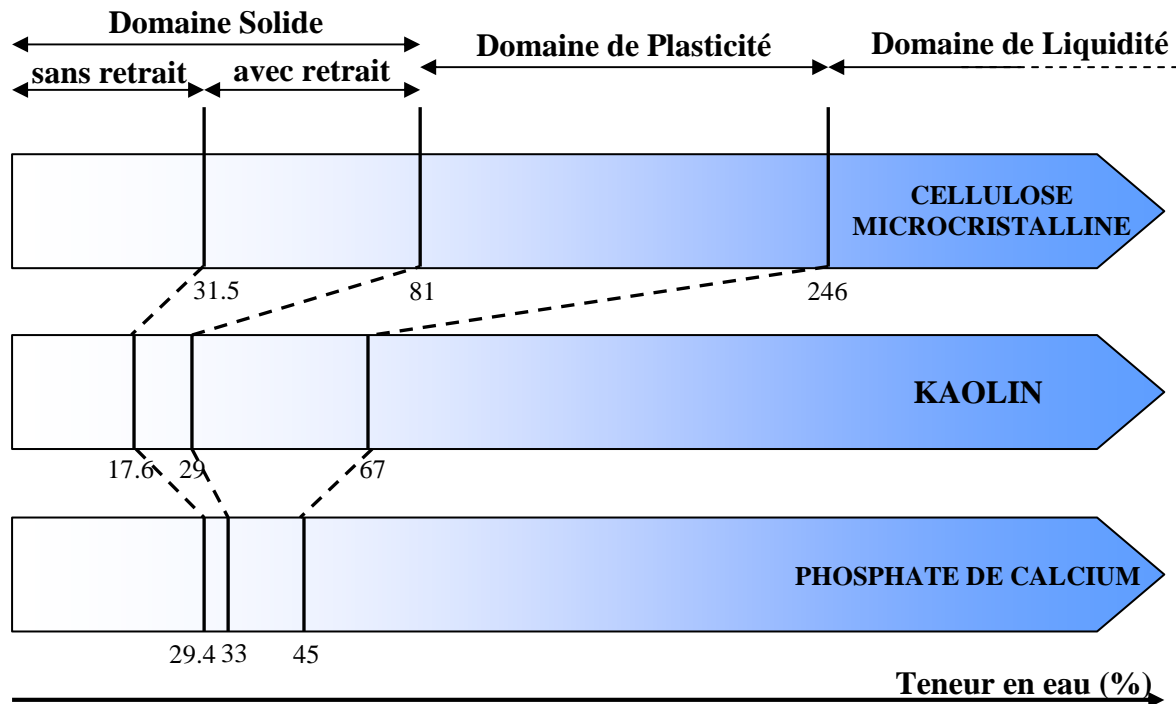 Domaine Solide
Domaine de Plasticité
Domaine de Liquidité
sans retrait
avec retrait
CELLULOSE
MICROCRISTALLINE
31.5
81
246
KAOLIN
17.6
29
67
PHOSPHATE DE CALCIUM
29.4
33
45
Teneur en eau (%)